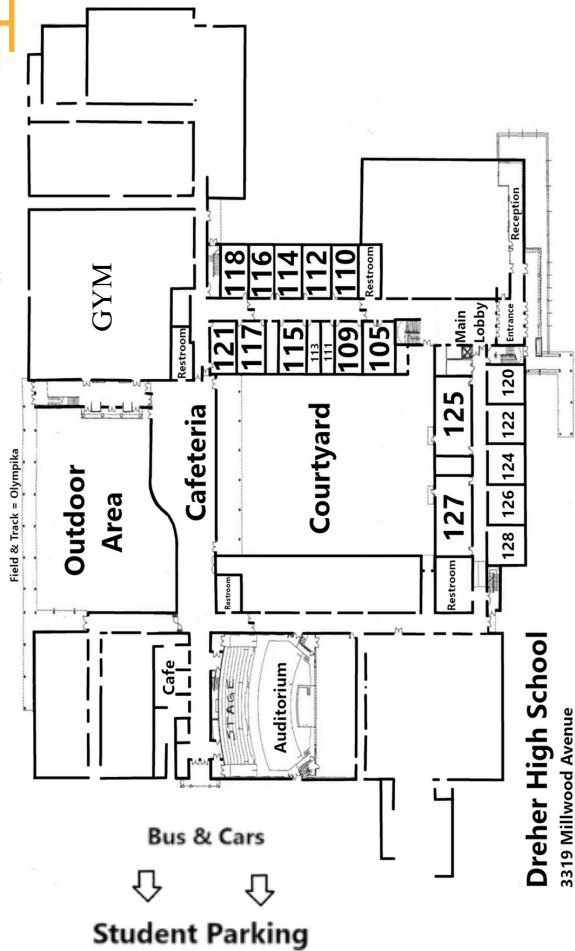 Field & Track = Olympika
GYM
Outdoor
Area
Restroom
Cafeteria
Cafe
118
116
114
112
110
Restroom
121
117
115
113
111
109
105
Courtyard
Restroom
STAGE
Auditorium
Main
Lobby
Reception
Entrance
125
127
Restroom
120
122
124
126
128
Bus & Cars
Student Parking
Dreher High School
3319 Millwood Avenue